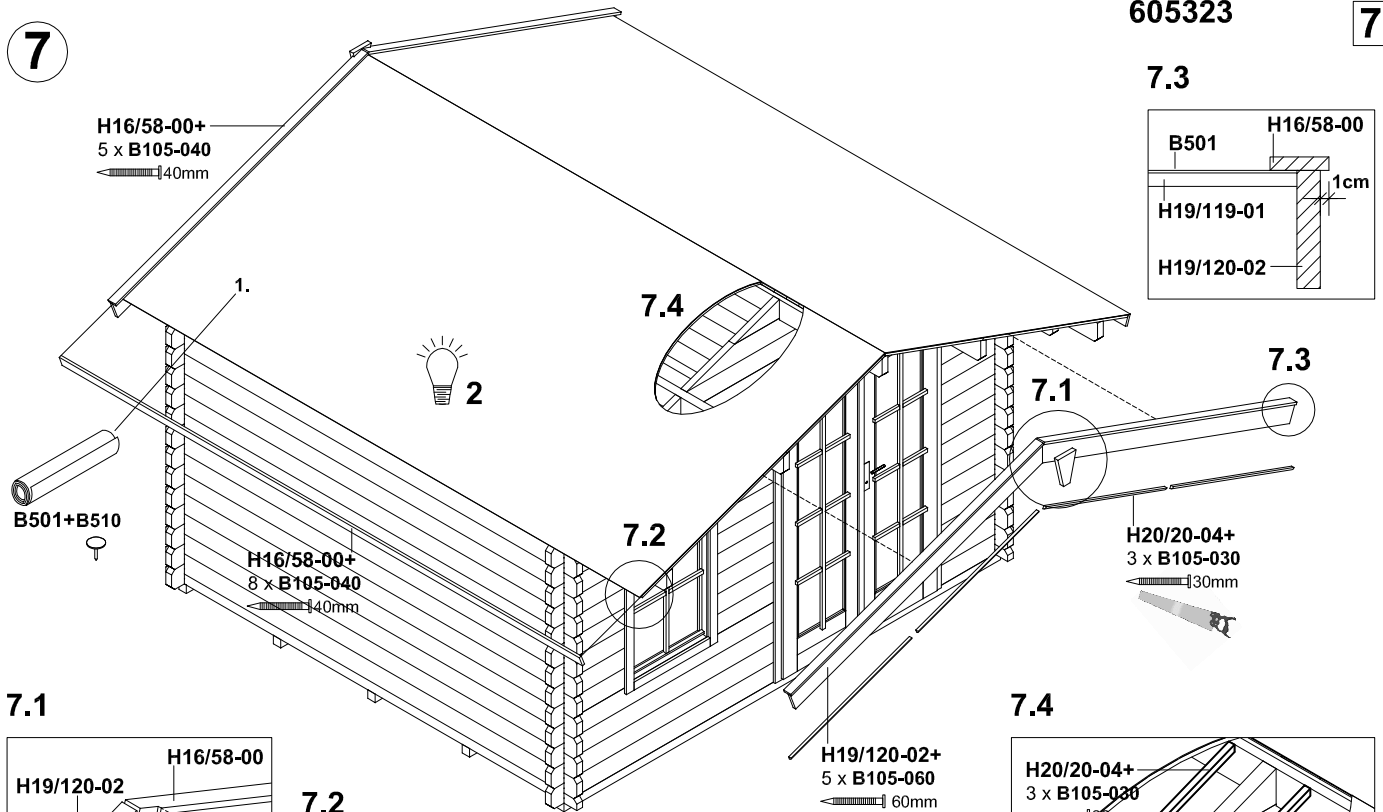 7
605323
7
7.3
H16/58-00+
5 x B105-040
40mm
B501
H16/58-00
1cm
H19/119-01
H19/120-02
1.
7.4
2
7.1
7.3
B501+B510
H16/58-00+
8 x B105-040
40mm
7.2
H20/20-04+
3 x B105-030
30mm
7.1
H16/58-00
H19/120-02
7.2
H19/120-02+
5 x B105-060
60mm
7.4
H20/20-04+
3 x B105-030